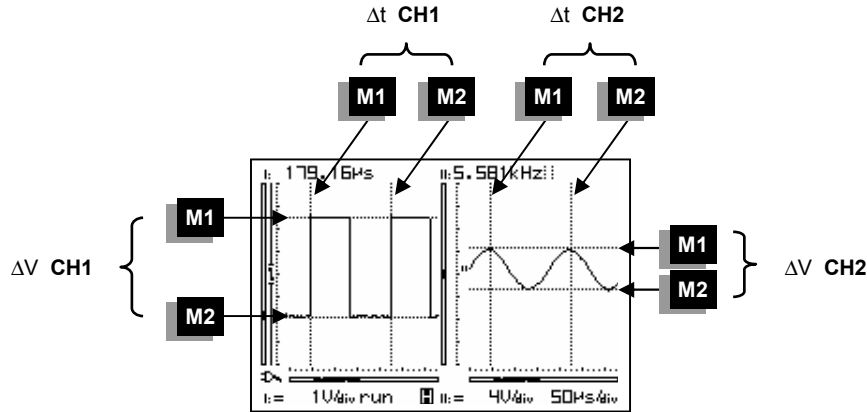 Δt CH1 Δt CH2
M1 M2 M1 M2
I: 179.16µs II: 5.581kHz
M1 M1
ΔV CH1 ΔV CH2
M2 M2
II
I:= 1V/div run H II:= 4V/div 50µs/div